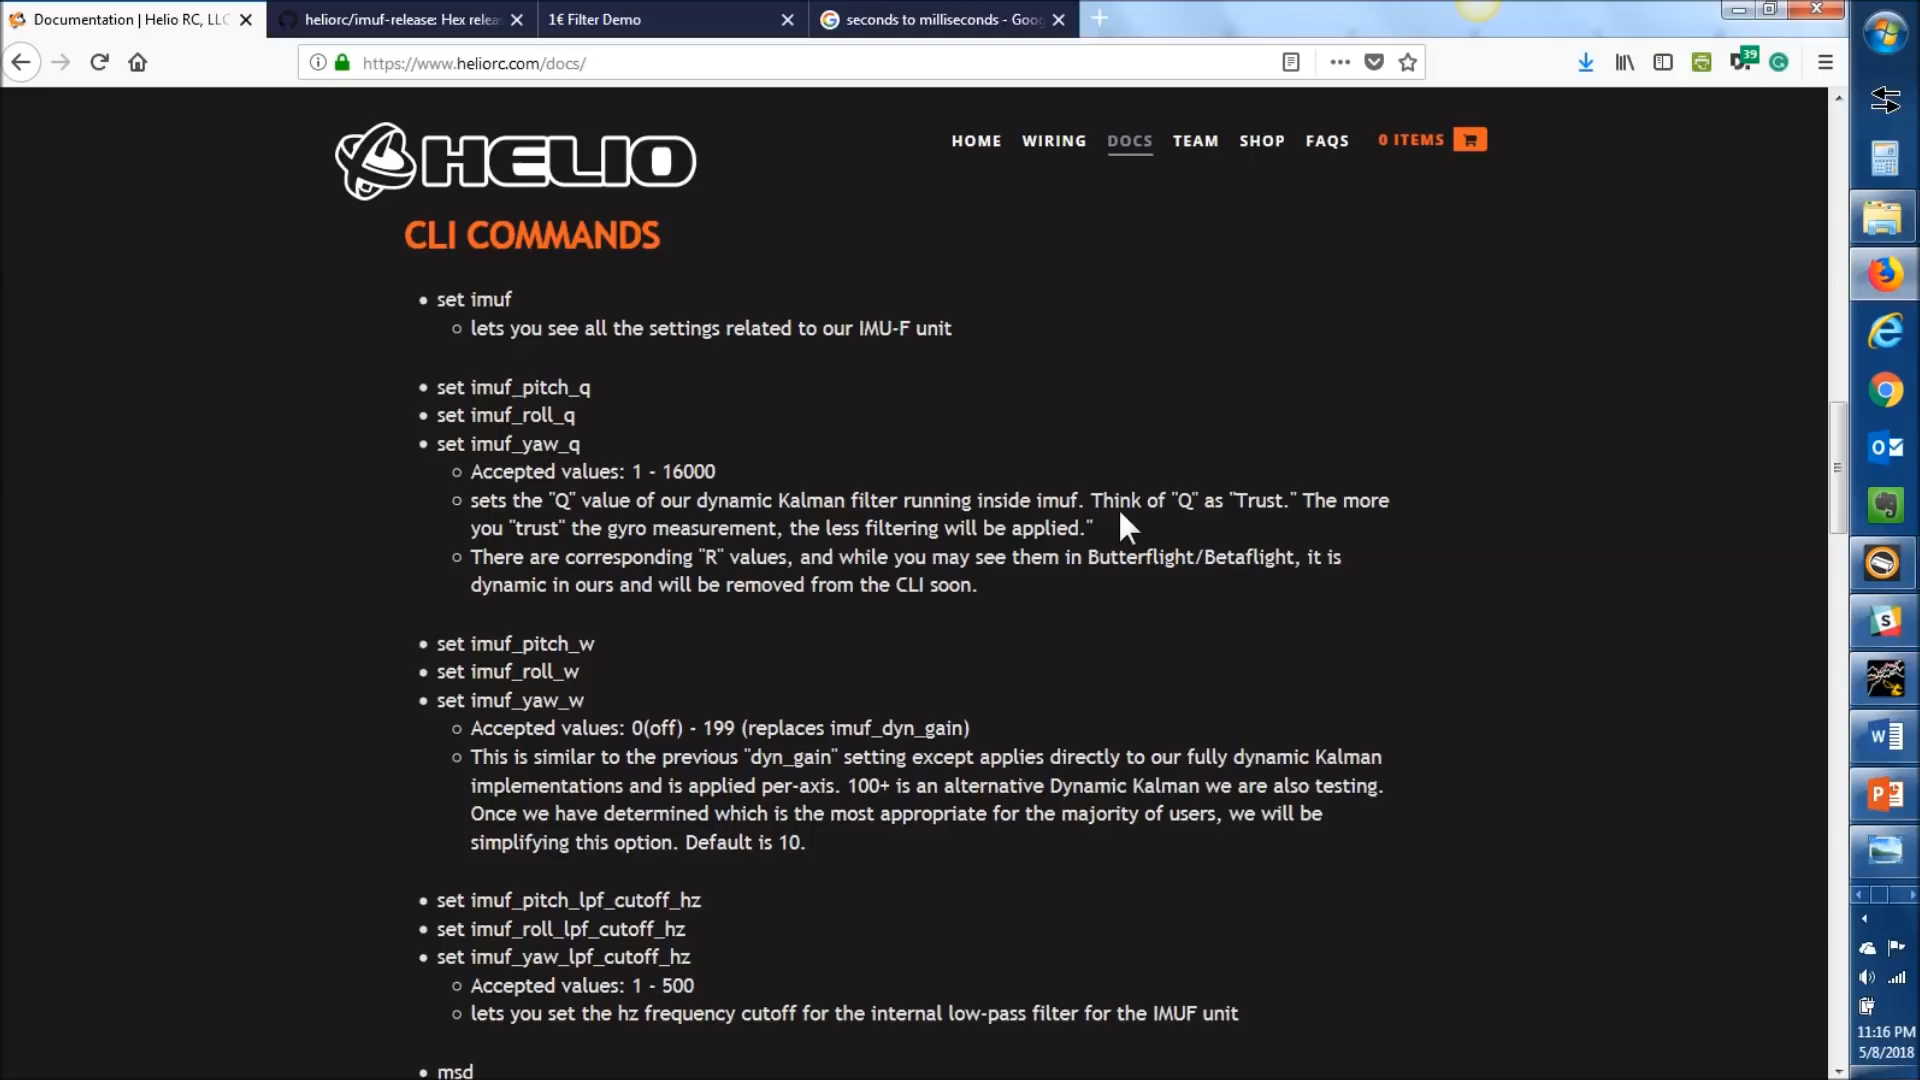 Documentation | Helio RC, LLC
heliorc/imuf-release: Hex relea
1€ Filter Demo
seconds to milliseconds - Goog
https://www.heliorc.com/docs/
39
HELIO
HOME WIRING DOCS TEAM SHOP FAQS 0 ITEMS
CLI COMMANDS
• set imuf
lets you see all the settings related to our IMU-F unit
• set imuf_pitch_q
• set imuf_roll_q
• set imuf_yaw_q
Accepted values: 1 - 16000
sets the "Q" value of our dynamic Kalman filter running inside imuf. Think of "Q" as "Trust." The more
you "trust" the gyro measurement, the less filtering will be applied."
There are corresponding "R" values, and while you may see them in Butterflight/Betaflight, it is
dynamic in ours and will be removed from the CLI soon.
• set imuf_pitch_w
• set imuf_roll_w
• set imuf_yaw_w
Accepted values: 0(off) - 199 (replaces imuf_dyn_gain)
This is similar to the previous "dyn_gain" setting except applies directly to our fully dynamic Kalman
implementations and is applied per-axis. 100+ is an alternative Dynamic Kalman we are also testing.
Once we have determined which is the most appropriate for the majority of users, we will be
simplifying this option. Default is 10.
• set imuf_pitch_lpf_cutoff_hz
• set imuf_roll_lpf_cutoff_hz
• set imuf_yaw_lpf_cutoff_hz
Accepted values: 1 - 500
lets you set the hz frequency cutoff for the internal low-pass filter for the IMUF unit
• msd
11:16 PM
5/8/2018